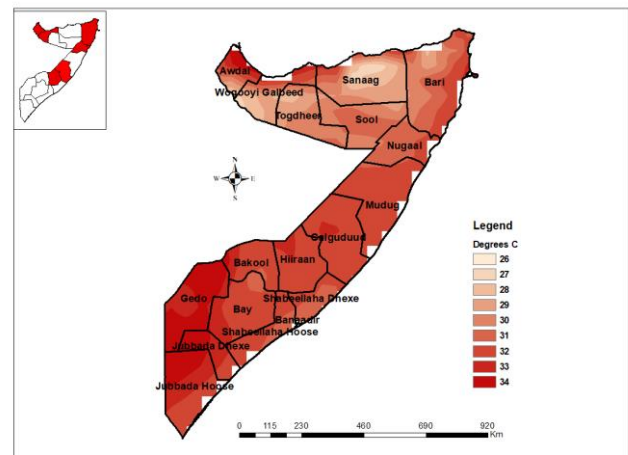 Awdal
Woqooyi Galbeed
Togdheer
Sanaag
Sool
Bari
Nugaal
Mudug
Galguduud
Hiiraan
Bakool
Gedo
Bay
Shabeellaha Dhexe
Banaadir
Shabeellaha Hoose
Jubbada Dhexe
Jubbada Hoose
N
W E
S
Legend
Degrees C
26
27
28
29
30
31
32
33
34
0 115 230 460 690 920
Km